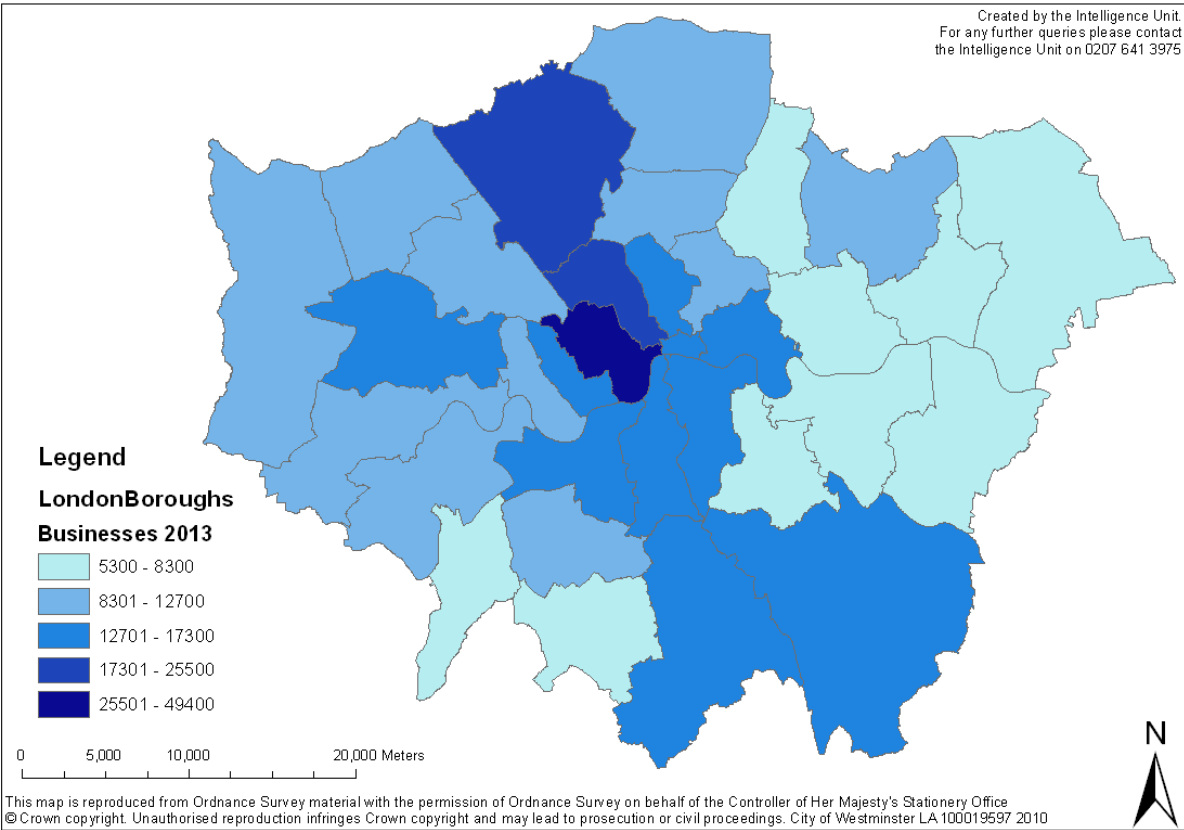 Created by the Intelligence Unit.
For any further queries please contact
the Intelligence Unit on 0207 641 3975
Legend
LondonBoroughs
Businesses 2013
5300 - 8300
8301 - 12700
12701 - 17300
17301 - 25500
25501 - 49400
0 5,000 10,000 20,000 Meters
N
This map is reproduced from Ordnance Survey material with the permission of Ordnance Survey on behalf of the Controller of Her Majesty's Stationery Office
© Crown copyright. Unauthorised reproduction infringes Crown copyright and may lead to prosecution or civil proceedings. City of Westminster LA 100019597 2010